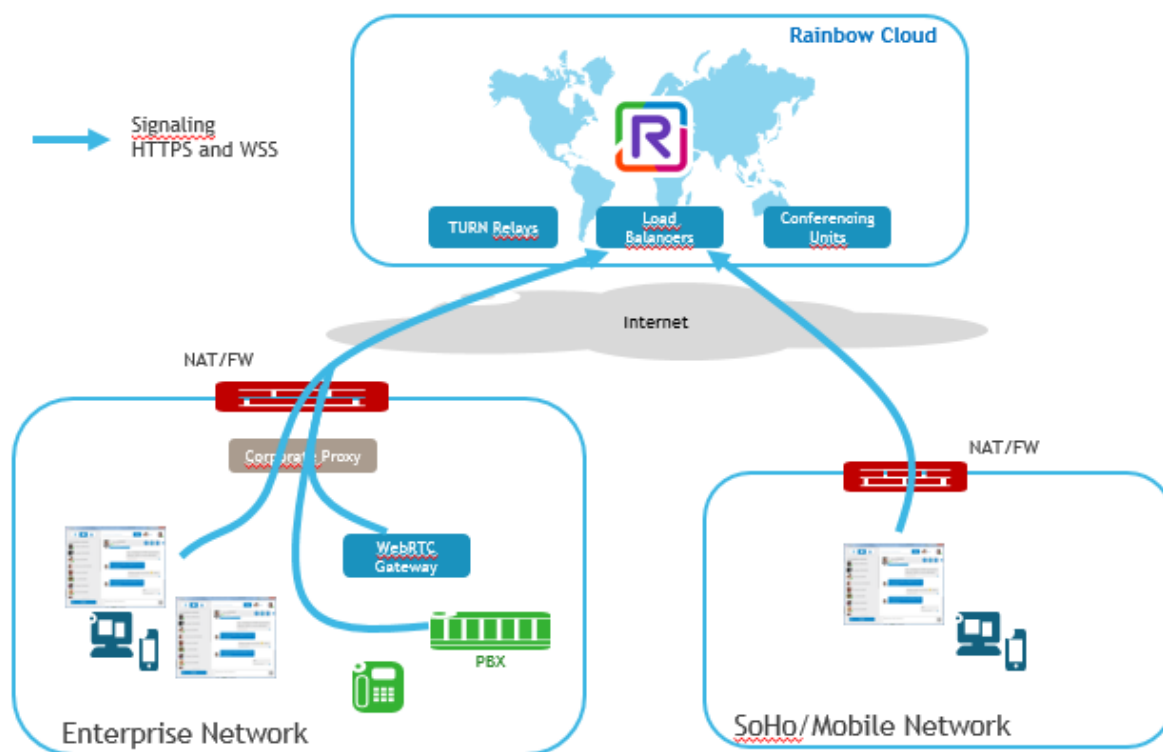 Rainbow Cloud
Signaling
HTTPS and WSS
R
TURN Relays
Load
Balancers
Conferencing
Units
Internet
NAT/FW
Corporate Proxy
NAT/FW
WebRTC
Gateway
PBX
Enterprise Network
SoHo/Mobile Network